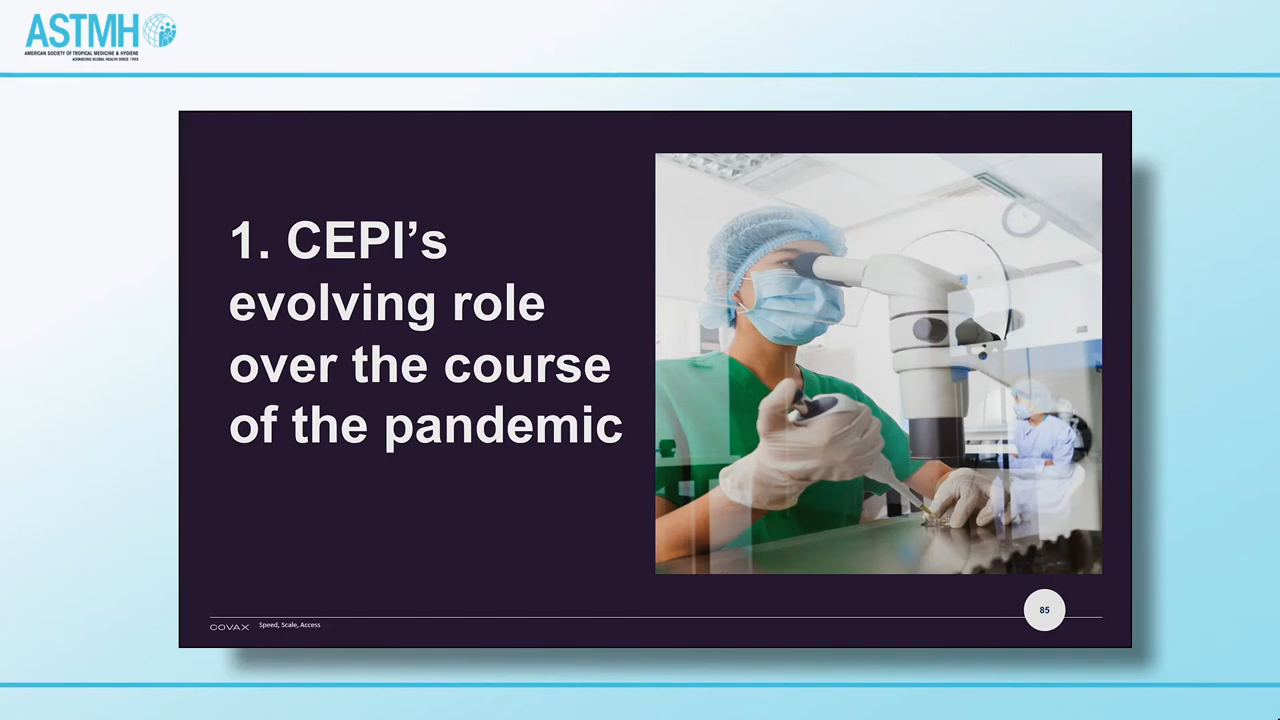 ASTMH
AMERICAN SOCIETY OF TROPICAL MEDICINE & HYGIENE
ADVANCING GLOBAL HEALTH SINCE 1903
1. CEPI’s
evolving role
over the course
of the pandemic
COVAX Speed, Scale, Access
85